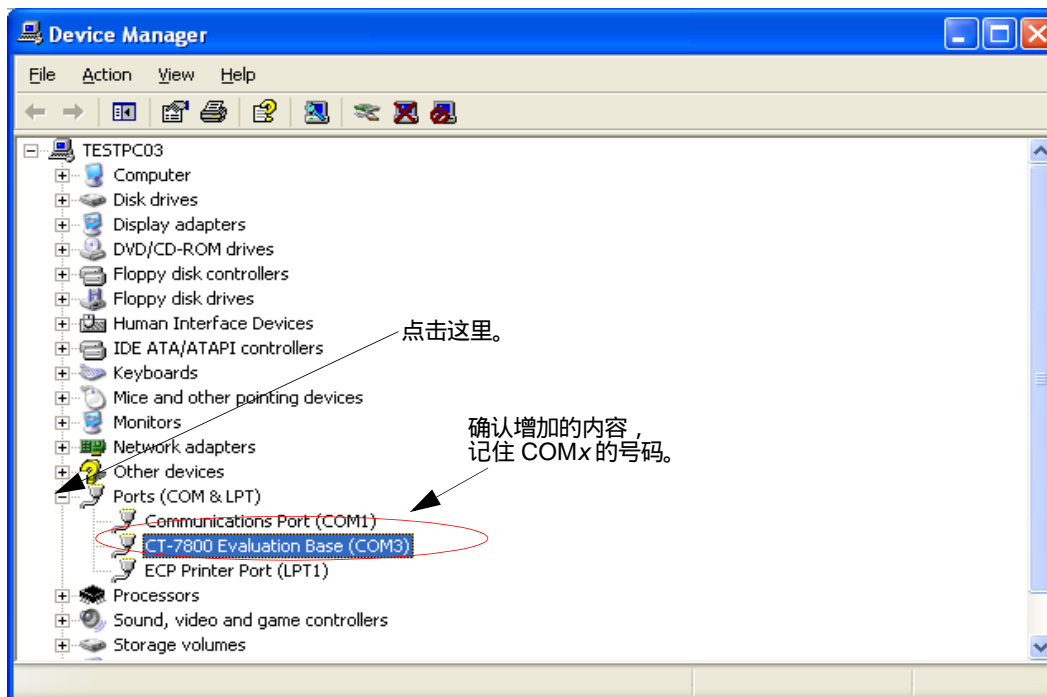 Device Manager
File Action View Help
TESTPC03
Computer
Disk drives
Display adapters
DVD/CD-ROM drives
Floppy disk controllers
Floppy disk drives
Human Interface Devices
点击这里。
IDE ATA/ATAPI controllers
Keyboards
Mice and other pointing devices
Monitors
确认增加的内容，
记住 COMx 的号码。
Network adapters
Other devices
Ports (COM & LPT)
Communications Port (COM1)
CT-7800 Evaluation Base (COM3)
ECP Printer Port (LPT1)
Processors
Sound, video and game controllers
Storage volumes